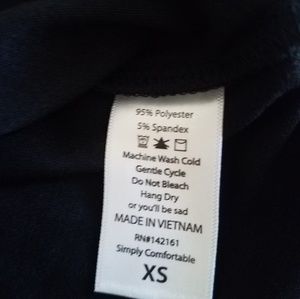 95% Polyester
5% Spandex
Machine Wash Cold
Gentle Cycle
Do Not Bleach
Hang Dry
or you'll be sad
MADE IN VIETNAM
RN#142161
Simply Comfortable
XS